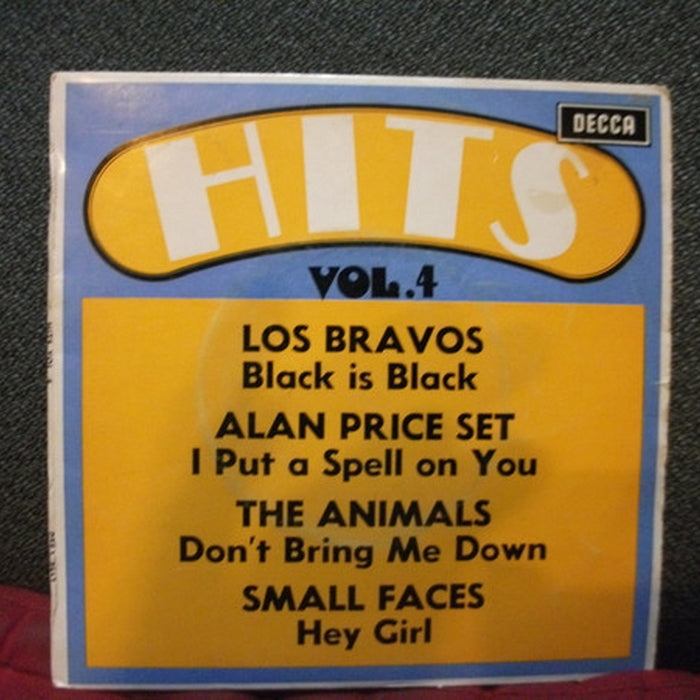 DECCA
HITS
VOL.4
LOS BRAVOS
Black is Black
ALAN PRICE SET
I Put a Spell on You
THE ANIMALS
Don't Bring Me Down
SMALL FACES
Hey Girl